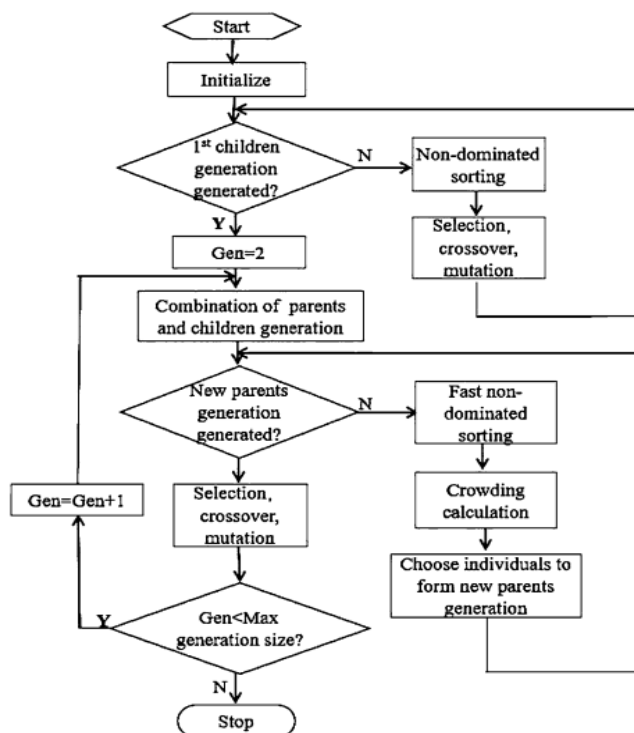 Start
Initialize
1st children
generation
generated?
N
Non-dominated
sorting
Selection,
crossover,
mutation
Y
Gen=2
Combination of parents
and children generation
New parents
generation
generated?
N
Fast non-
dominated
sorting
Crowding
calculation
Choose individuals to
form new parents
generation
Selection,
crossover,
mutation
Gen=Gen+1
Gen<Max
generation size?
Y
N
Stop